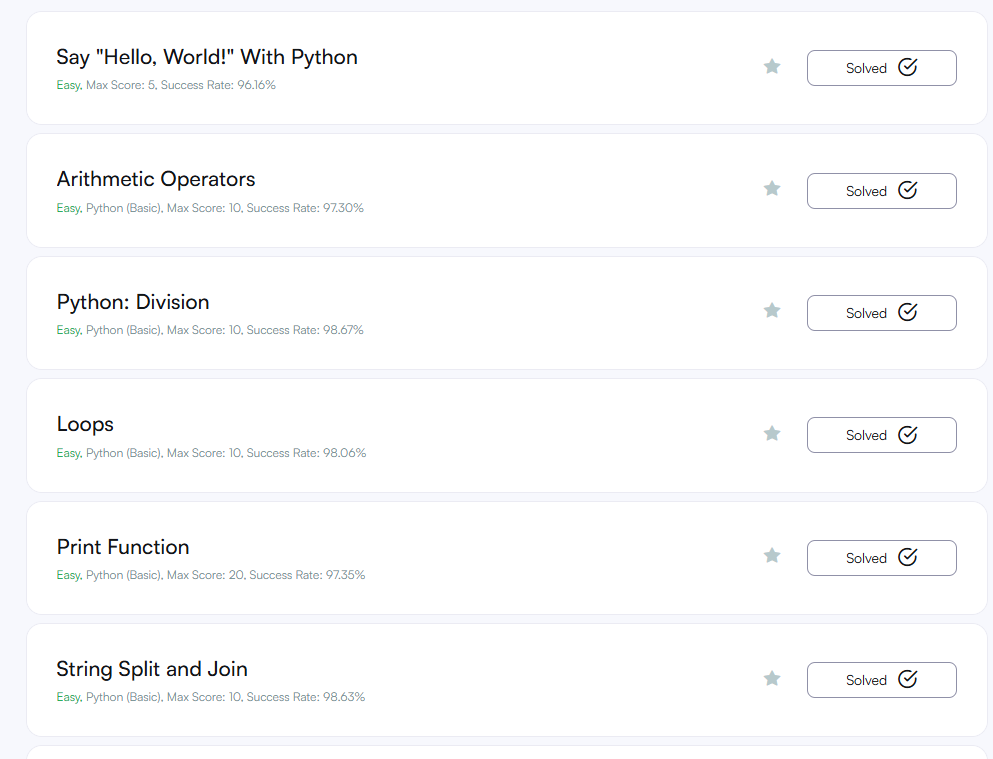 Say "Hello, World!" With Python
Easy, Max Score: 5, Success Rate: 96.16%
Solved
Arithmetic Operators
Easy, Python (Basic), Max Score: 10, Success Rate: 97.30%
Solved
Python: Division
Easy, Python (Basic), Max Score: 10, Success Rate: 98.67%
Solved
Loops
Easy, Python (Basic), Max Score: 10, Success Rate: 98.06%
Solved
Print Function
Easy, Python (Basic), Max Score: 20, Success Rate: 97.35%
Solved
String Split and Join
Easy, Python (Basic), Max Score: 10, Success Rate: 98.63%
Solved